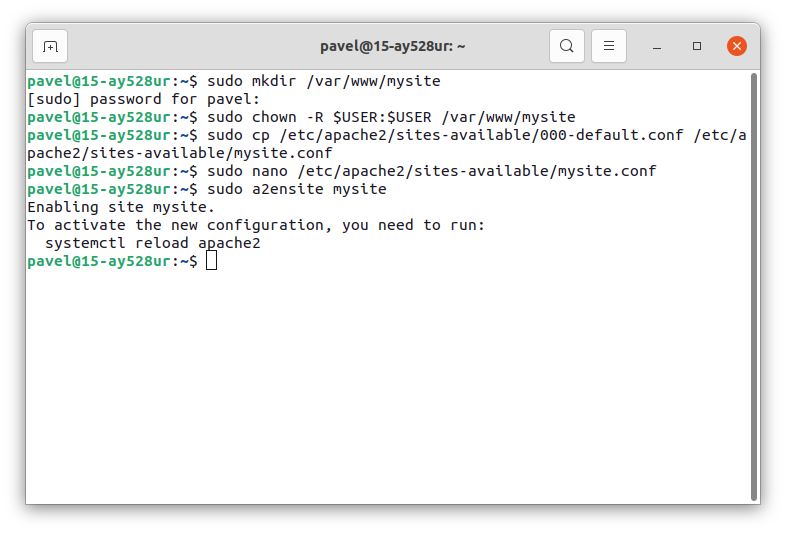 pavel@15-ay528ur: ~
pavel@15-ay528ur:~$ sudo mkdir /var/www/mysite
[sudo] password for pavel:
pavel@15-ay528ur:~$ sudo chown -R $USER:$USER /var/www/mysite
pavel@15-ay528ur:~$ sudo cp /etc/apache2/sites-available/000-default.conf /etc/a
pache2/sites-available/mysite.conf
pavel@15-ay528ur:~$ sudo nano /etc/apache2/sites-available/mysite.conf
pavel@15-ay528ur:~$ sudo a2ensite mysite
Enabling site mysite.
To activate the new configuration, you need to run:
  systemctl reload apache2
pavel@15-ay528ur:~$